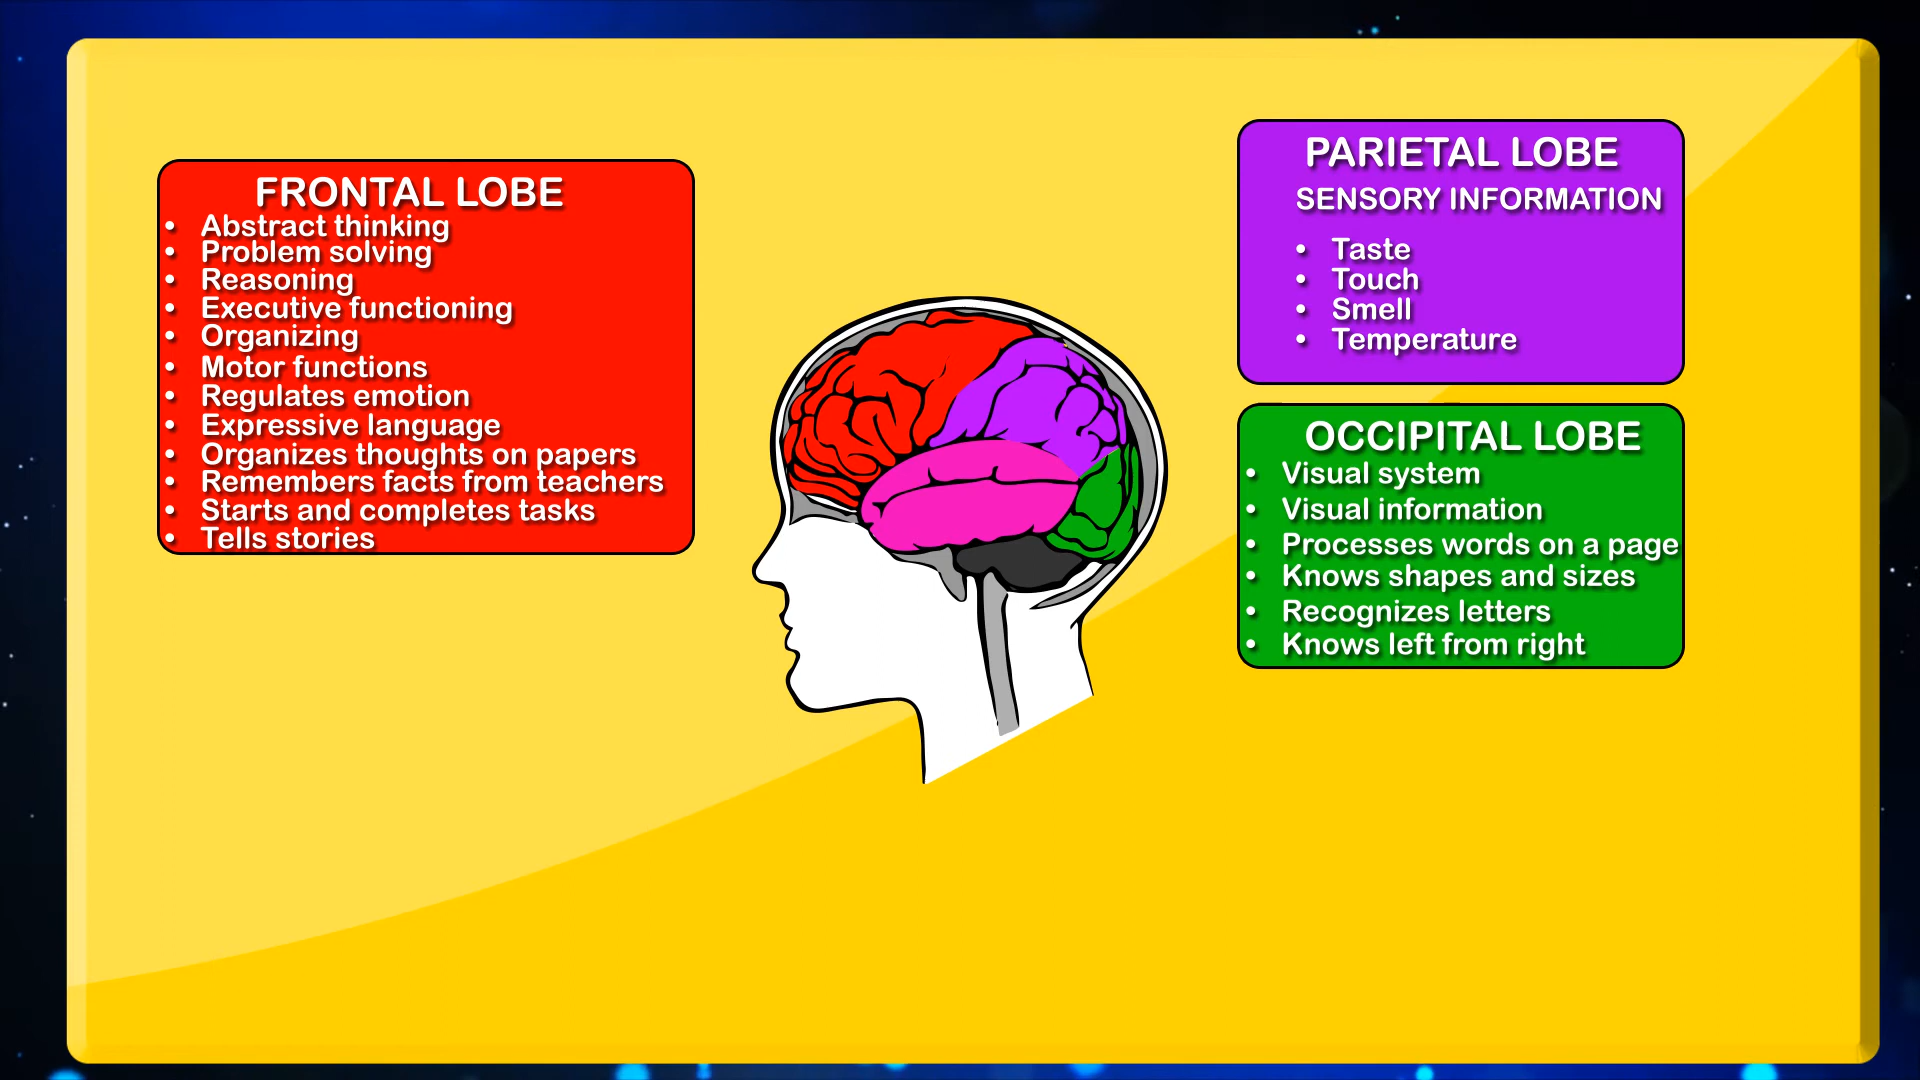 FRONTAL LOBE
• Abstract thinking
• Problem solving
• Reasoning
• Executive functioning
• Organizing
• Motor functions
• Regulates emotion
• Expressive language
• Organizes thoughts on papers
• Remembers facts from teachers
• Starts and completes tasks
• Tells stories
PARIETAL LOBE
SENSORY INFORMATION
• Taste
• Touch
• Smell
• Temperature
OCCIPITAL LOBE
• Visual system
• Visual information
• Processes words on a page
• Knows shapes and sizes
• Recognizes letters
• Knows left from right